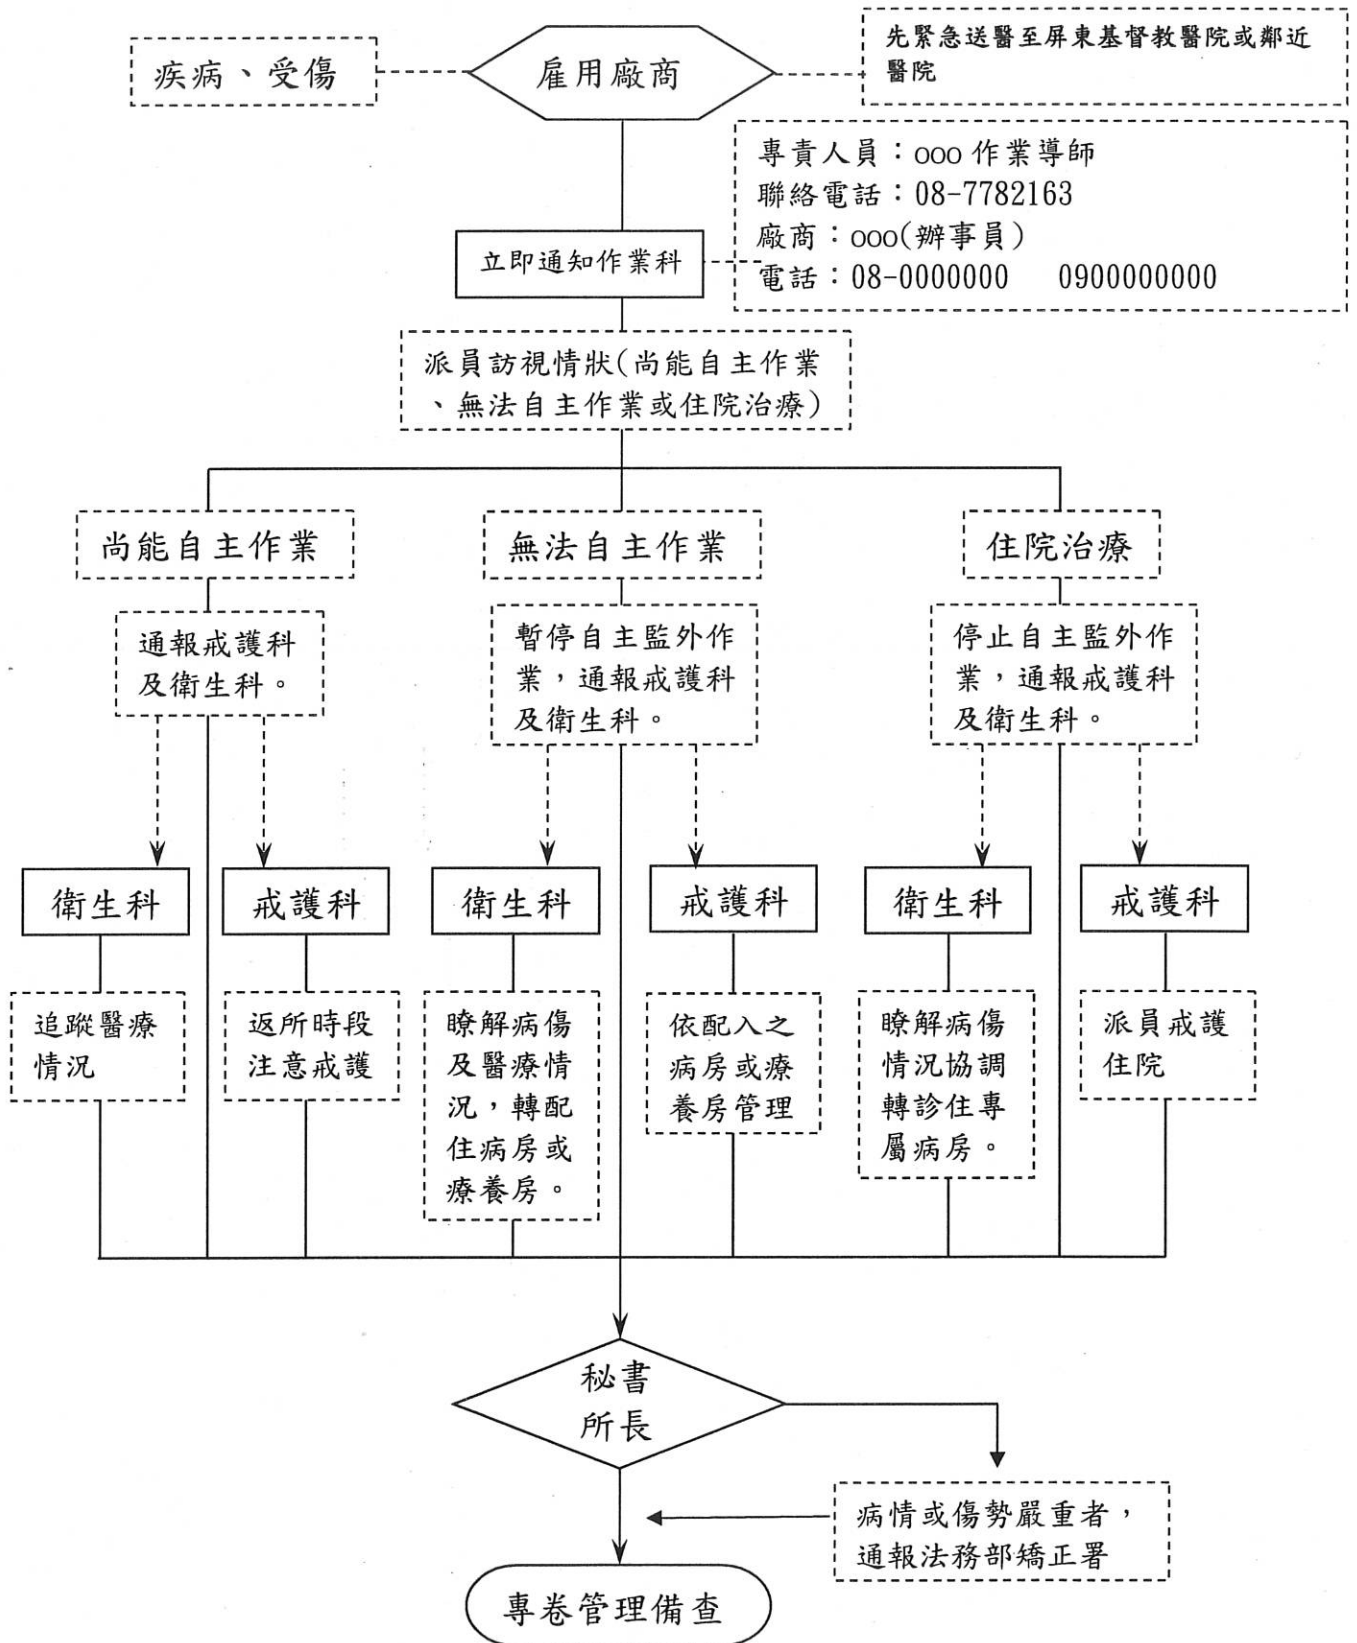 疾病、受傷
雇用廠商
先緊急送醫至屏東基督教醫院或鄰近
醫院
專責人員：ooo 作業導師
聯絡電話：08-7782163
廠商：ooo(辦事員)
電話：08-0000000 0900000000
立即通知作業科
派員訪視情狀(尚能自主作業
、無法自主作業或住院治療)
尚能自主作業
無法自主作業
住院治療
通報戒護科
及衛生科。
暫停自主監外作
業，通報戒護科
及衛生科。
停止自主監外作
業，通報戒護科
及衛生科。
衛生科
戒護科
衛生科
戒護科
衛生科
戒護科
追蹤醫療
情況
返所時段
注意戒護
瞭解病傷
及醫療情
況，轉配
住病房或
療養房。
依配入之
病房或療
養房管理
瞭解病傷
情況協調
轉診住專
屬病房。
派員戒護
住院
秘書
所長
病情或傷勢嚴重者，
通報法務部矯正署
專卷管理備查